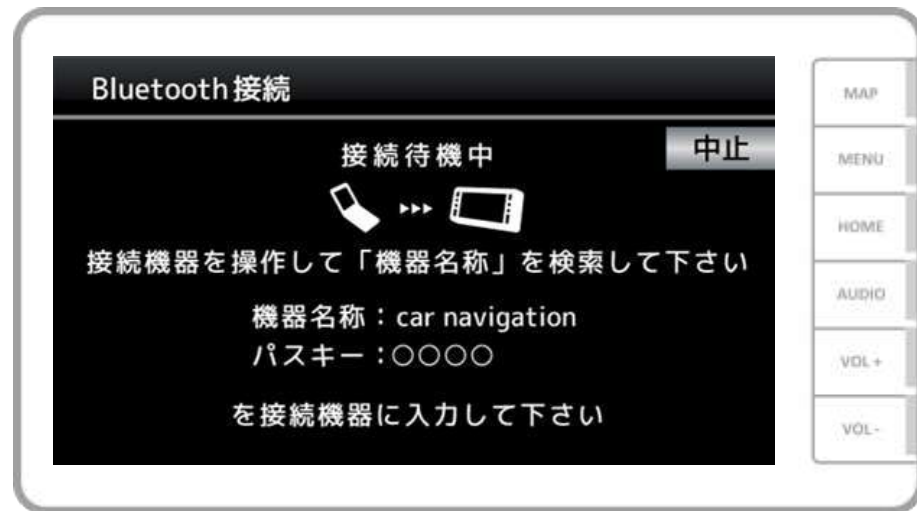 Bluetooth接続
接続待機中
中止
接続機器を操作して「機器名称」を検索して下さい
機器名称：car navigation
パスキー：○○○○
を接続機器に入力して下さい
MAP
MENU
HOME
AUDIO
VOL +
VOL -